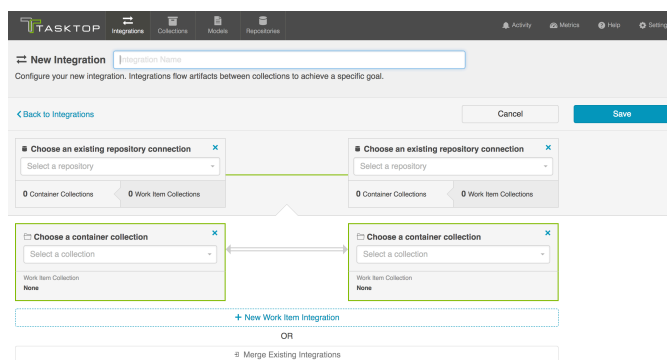 TASKTOP
Integrations
Collections
Models
Repositories
Activity
Metrics
Help
Setting
New Integration
Integration Name
Configure your new integration. Integrations flow artifacts between collections to achieve a specific goal.
Back to Integrations
Cancel
Save
Choose an existing repository connection
Choose an existing repository connection
Select a repository
Select a repository
0 Container Collections
0 Work Item Collections
0 Container Collections
0 Work Item Collections
Choose a container collection
Choose a container collection
Select a collection
Select a collection
Work Item Collection
None
Work Item Collection
None
+ New Work Item Integration
OR
Merge Existing Integrations